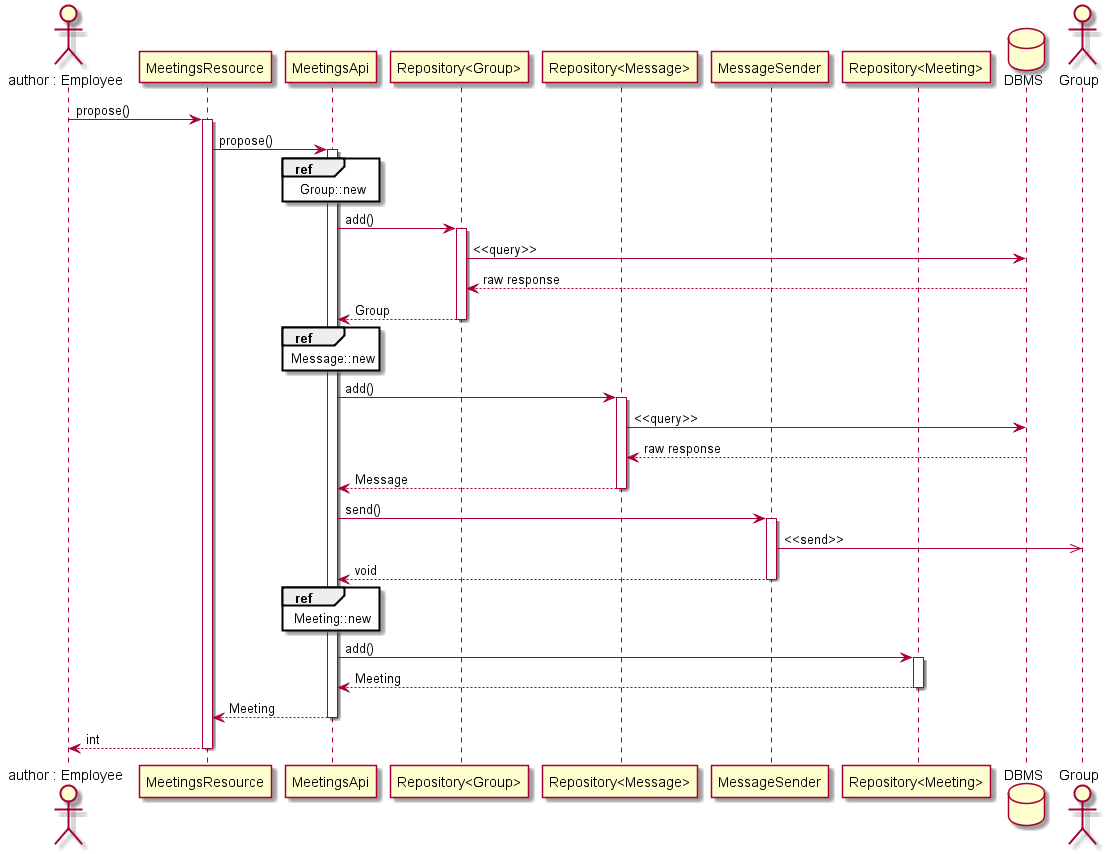 author : Employee
MeetingsResource
MeetingsApi
Repository<Group>
Repository<Message>
MessageSender
Repository<Meeting>
DBMS
Group
propose()
propose()
ref
Group::new
add()
<<query>>
raw response
Group
ref
Message::new
add()
<<query>>
raw response
Message
send()
<<send>>
void
ref
Meeting::new
add()
Meeting
Meeting
int
author : Employee
MeetingsResource
MeetingsApi
Repository<Group>
Repository<Message>
MessageSender
Repository<Meeting>
DBMS
Group